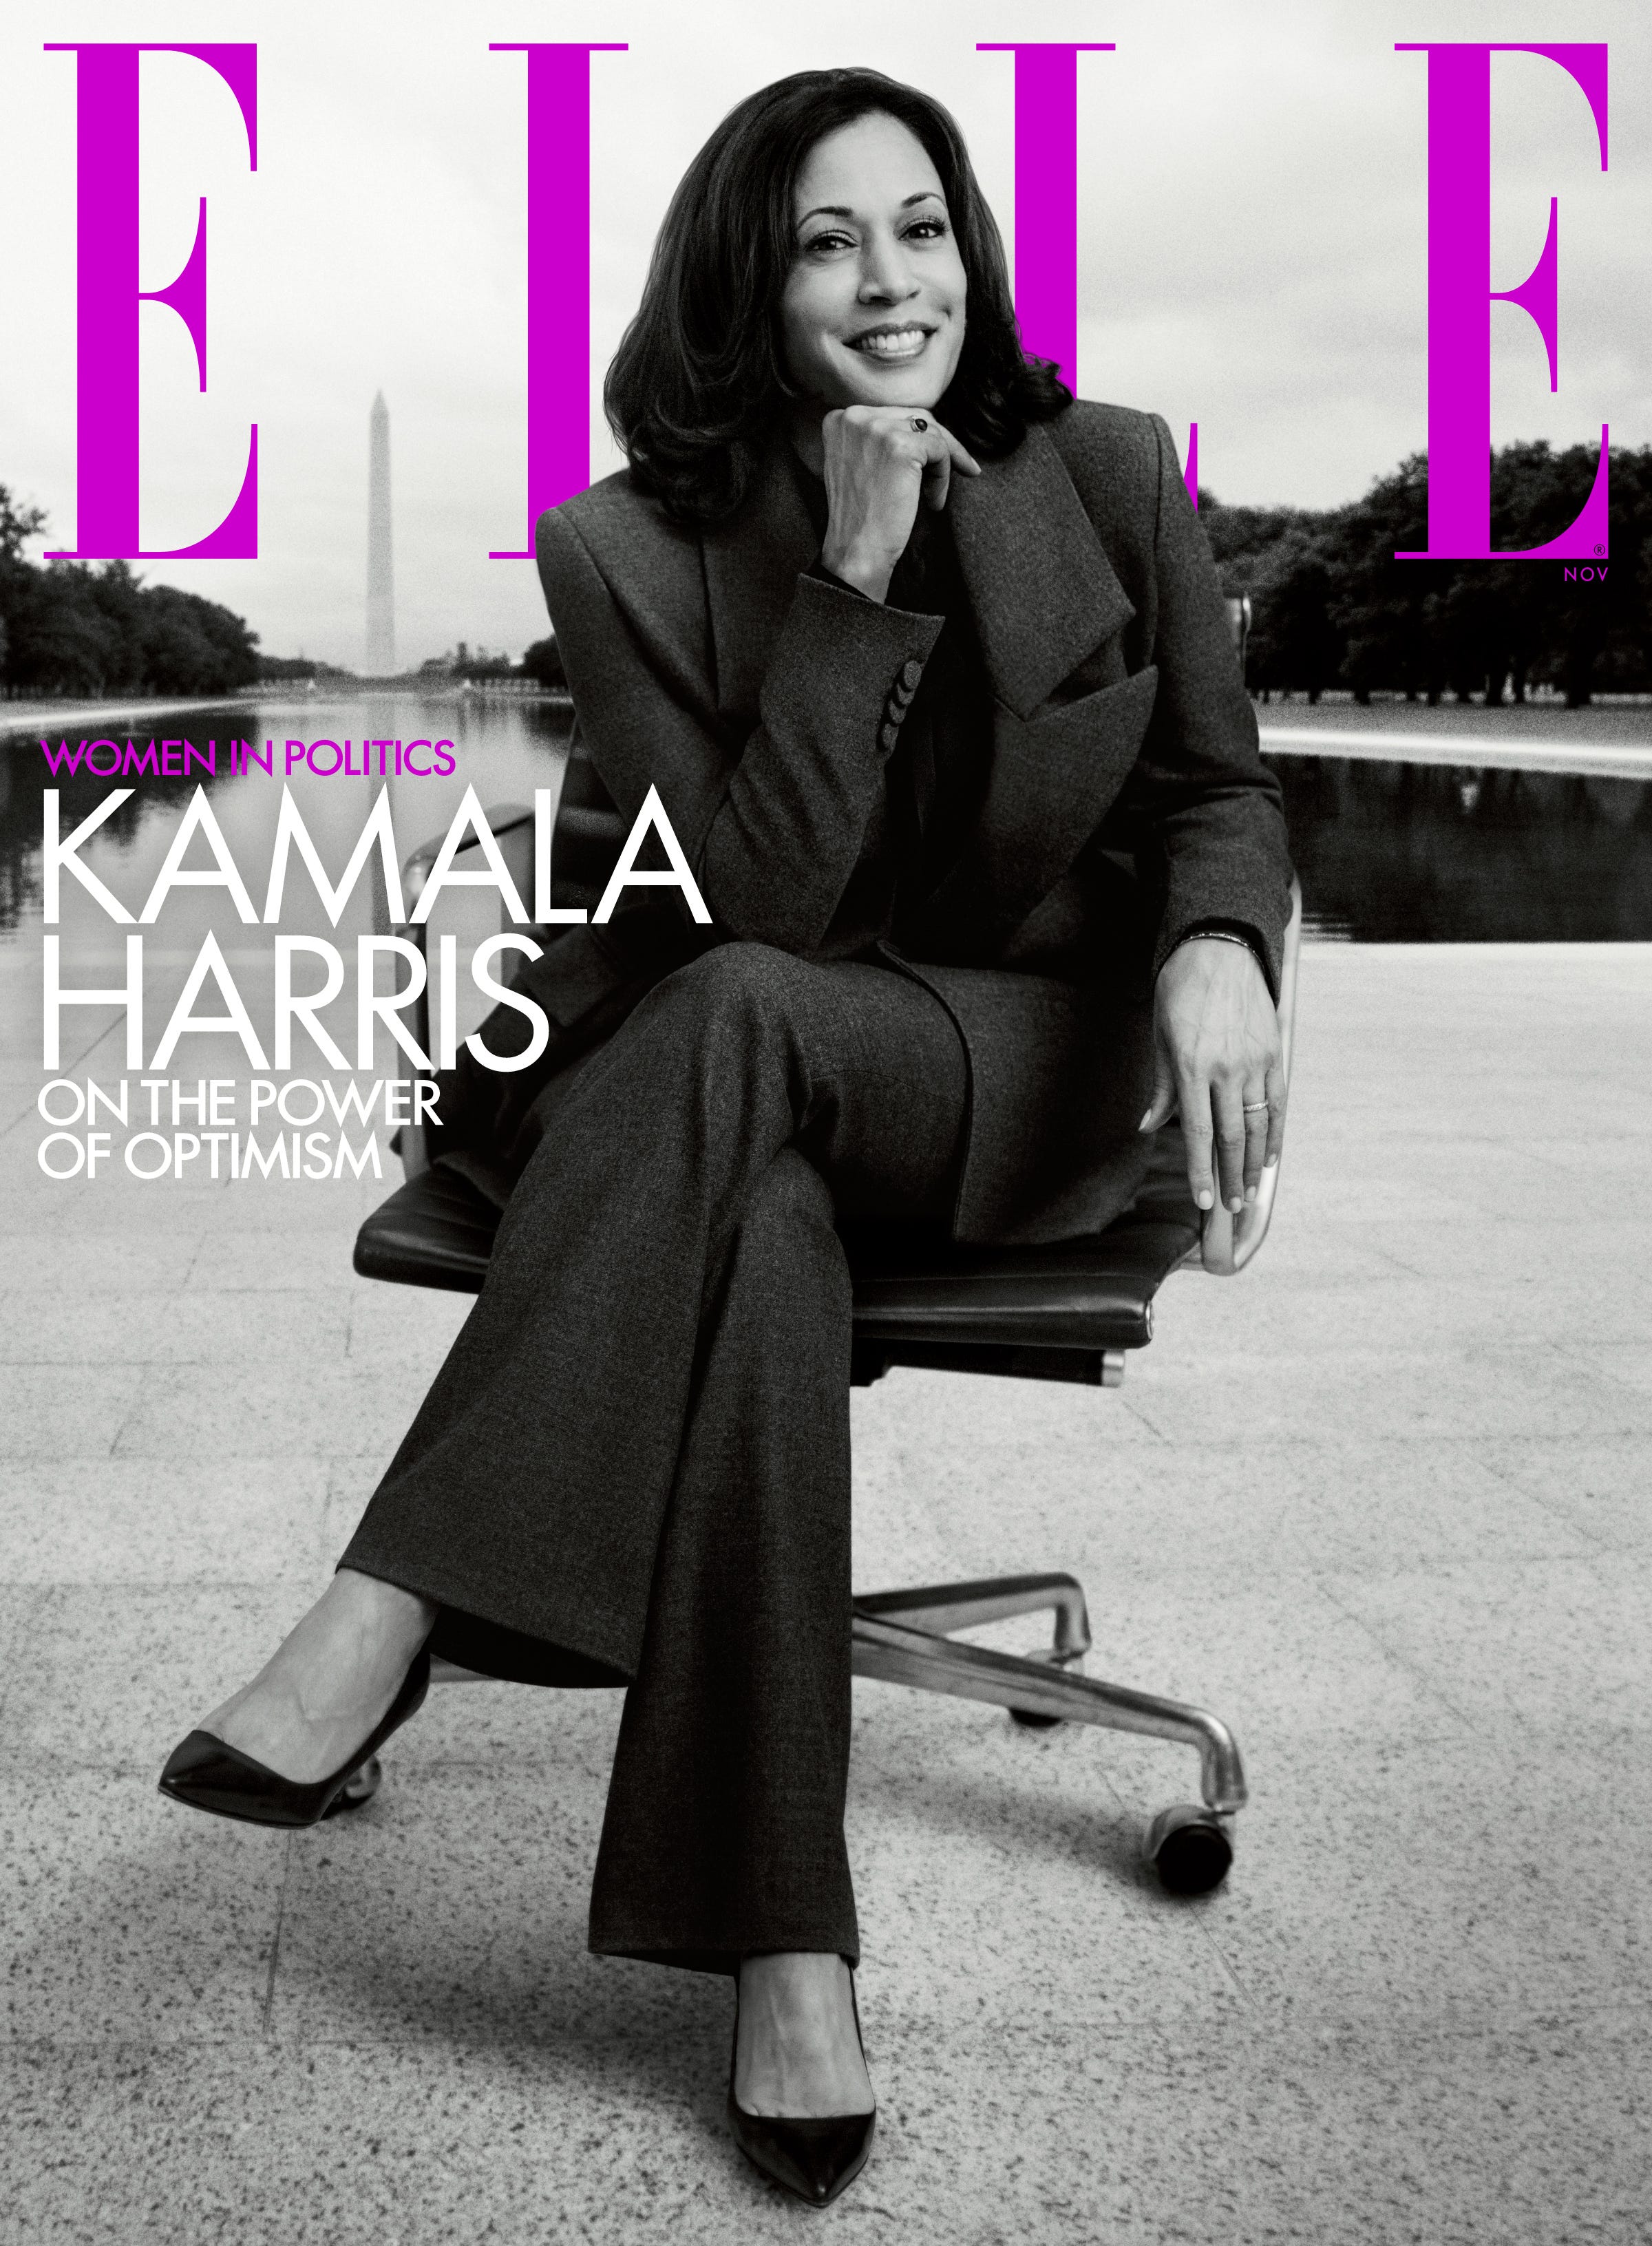 ELLE
®
NOV
WOMEN IN POLITICS
KAMALA
HARRIS
ON THE POWER
OF OPTIMISM